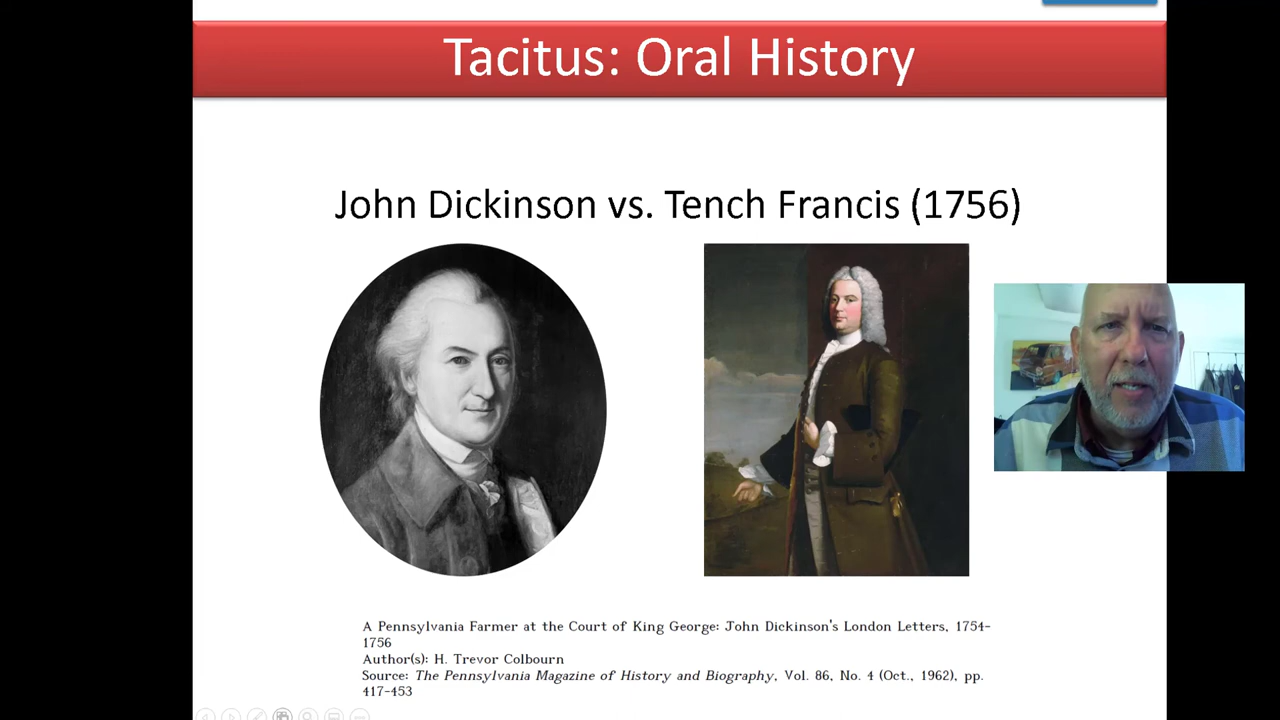 Tacitus: Oral History
John Dickinson vs. Tench Francis (1756)
A Pennsylvania Farmer at the Court of King George: John Dickinson's London Letters, 1754-
1756
Author(s): H. Trevor Colbourn
Source: The Pennsylvania Magazine of History and Biography, Vol. 86, No. 4 (Oct., 1962), pp.
417-453